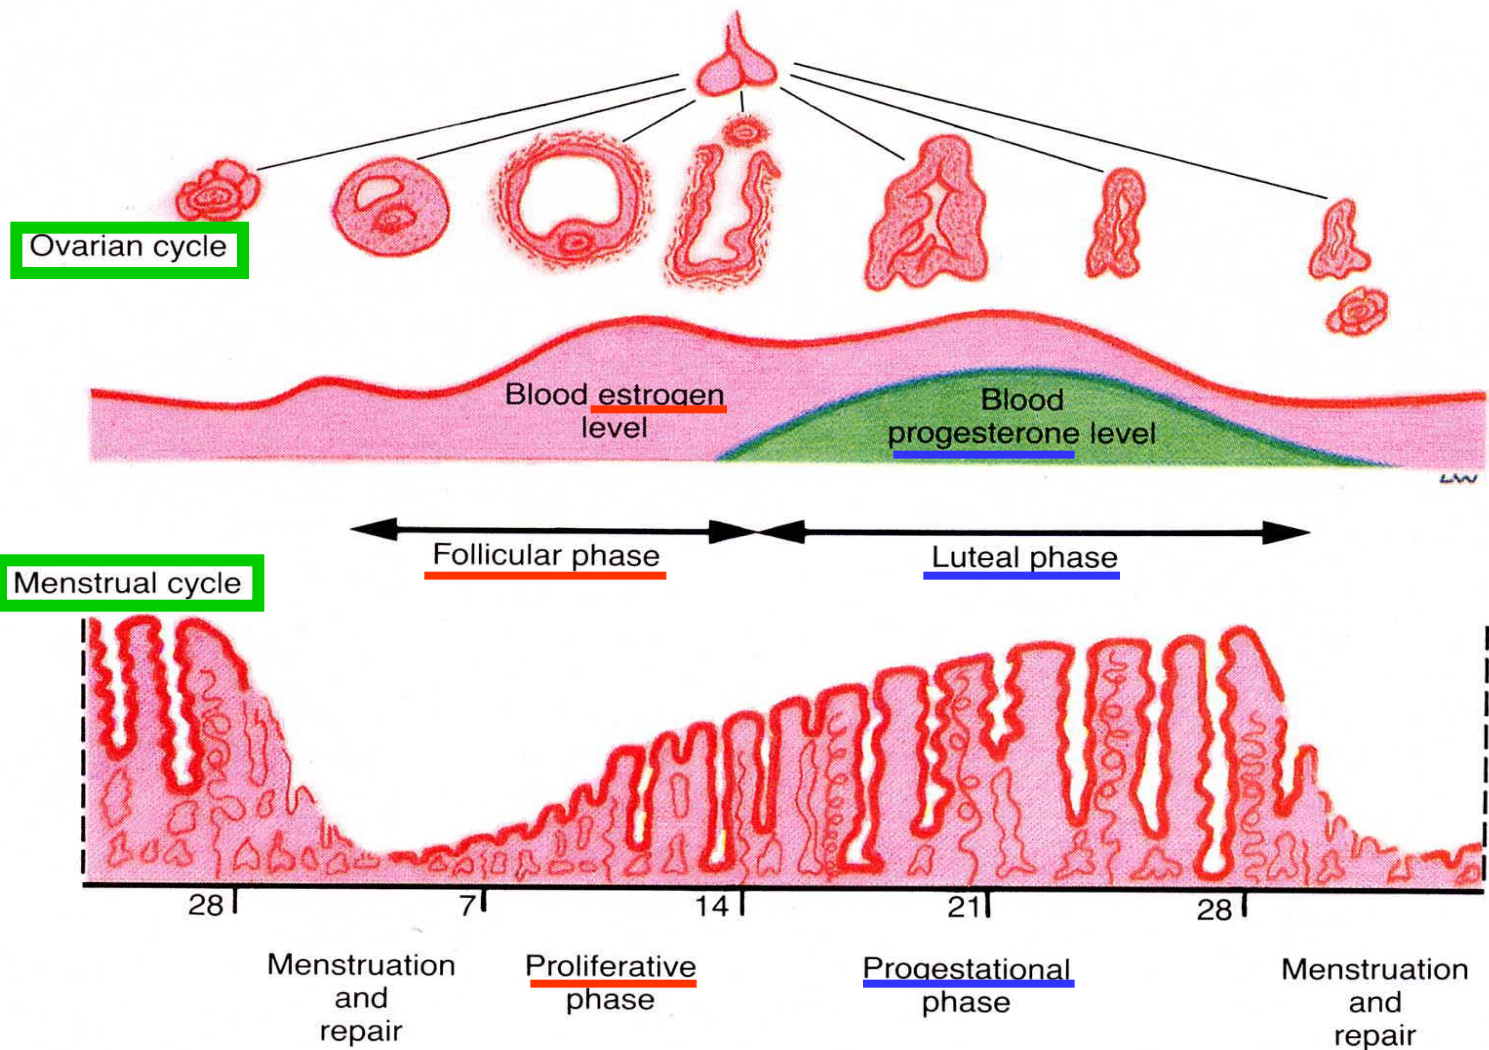 Ovarian cycle
Blood estrogen
level
Blood
progesterone level
LW
Follicular phase
Luteal phase
Menstrual cycle
28
7
14
21
28
Menstruation
and
repair
Proliferative
phase
Progestational
phase
Menstruation
and
repair